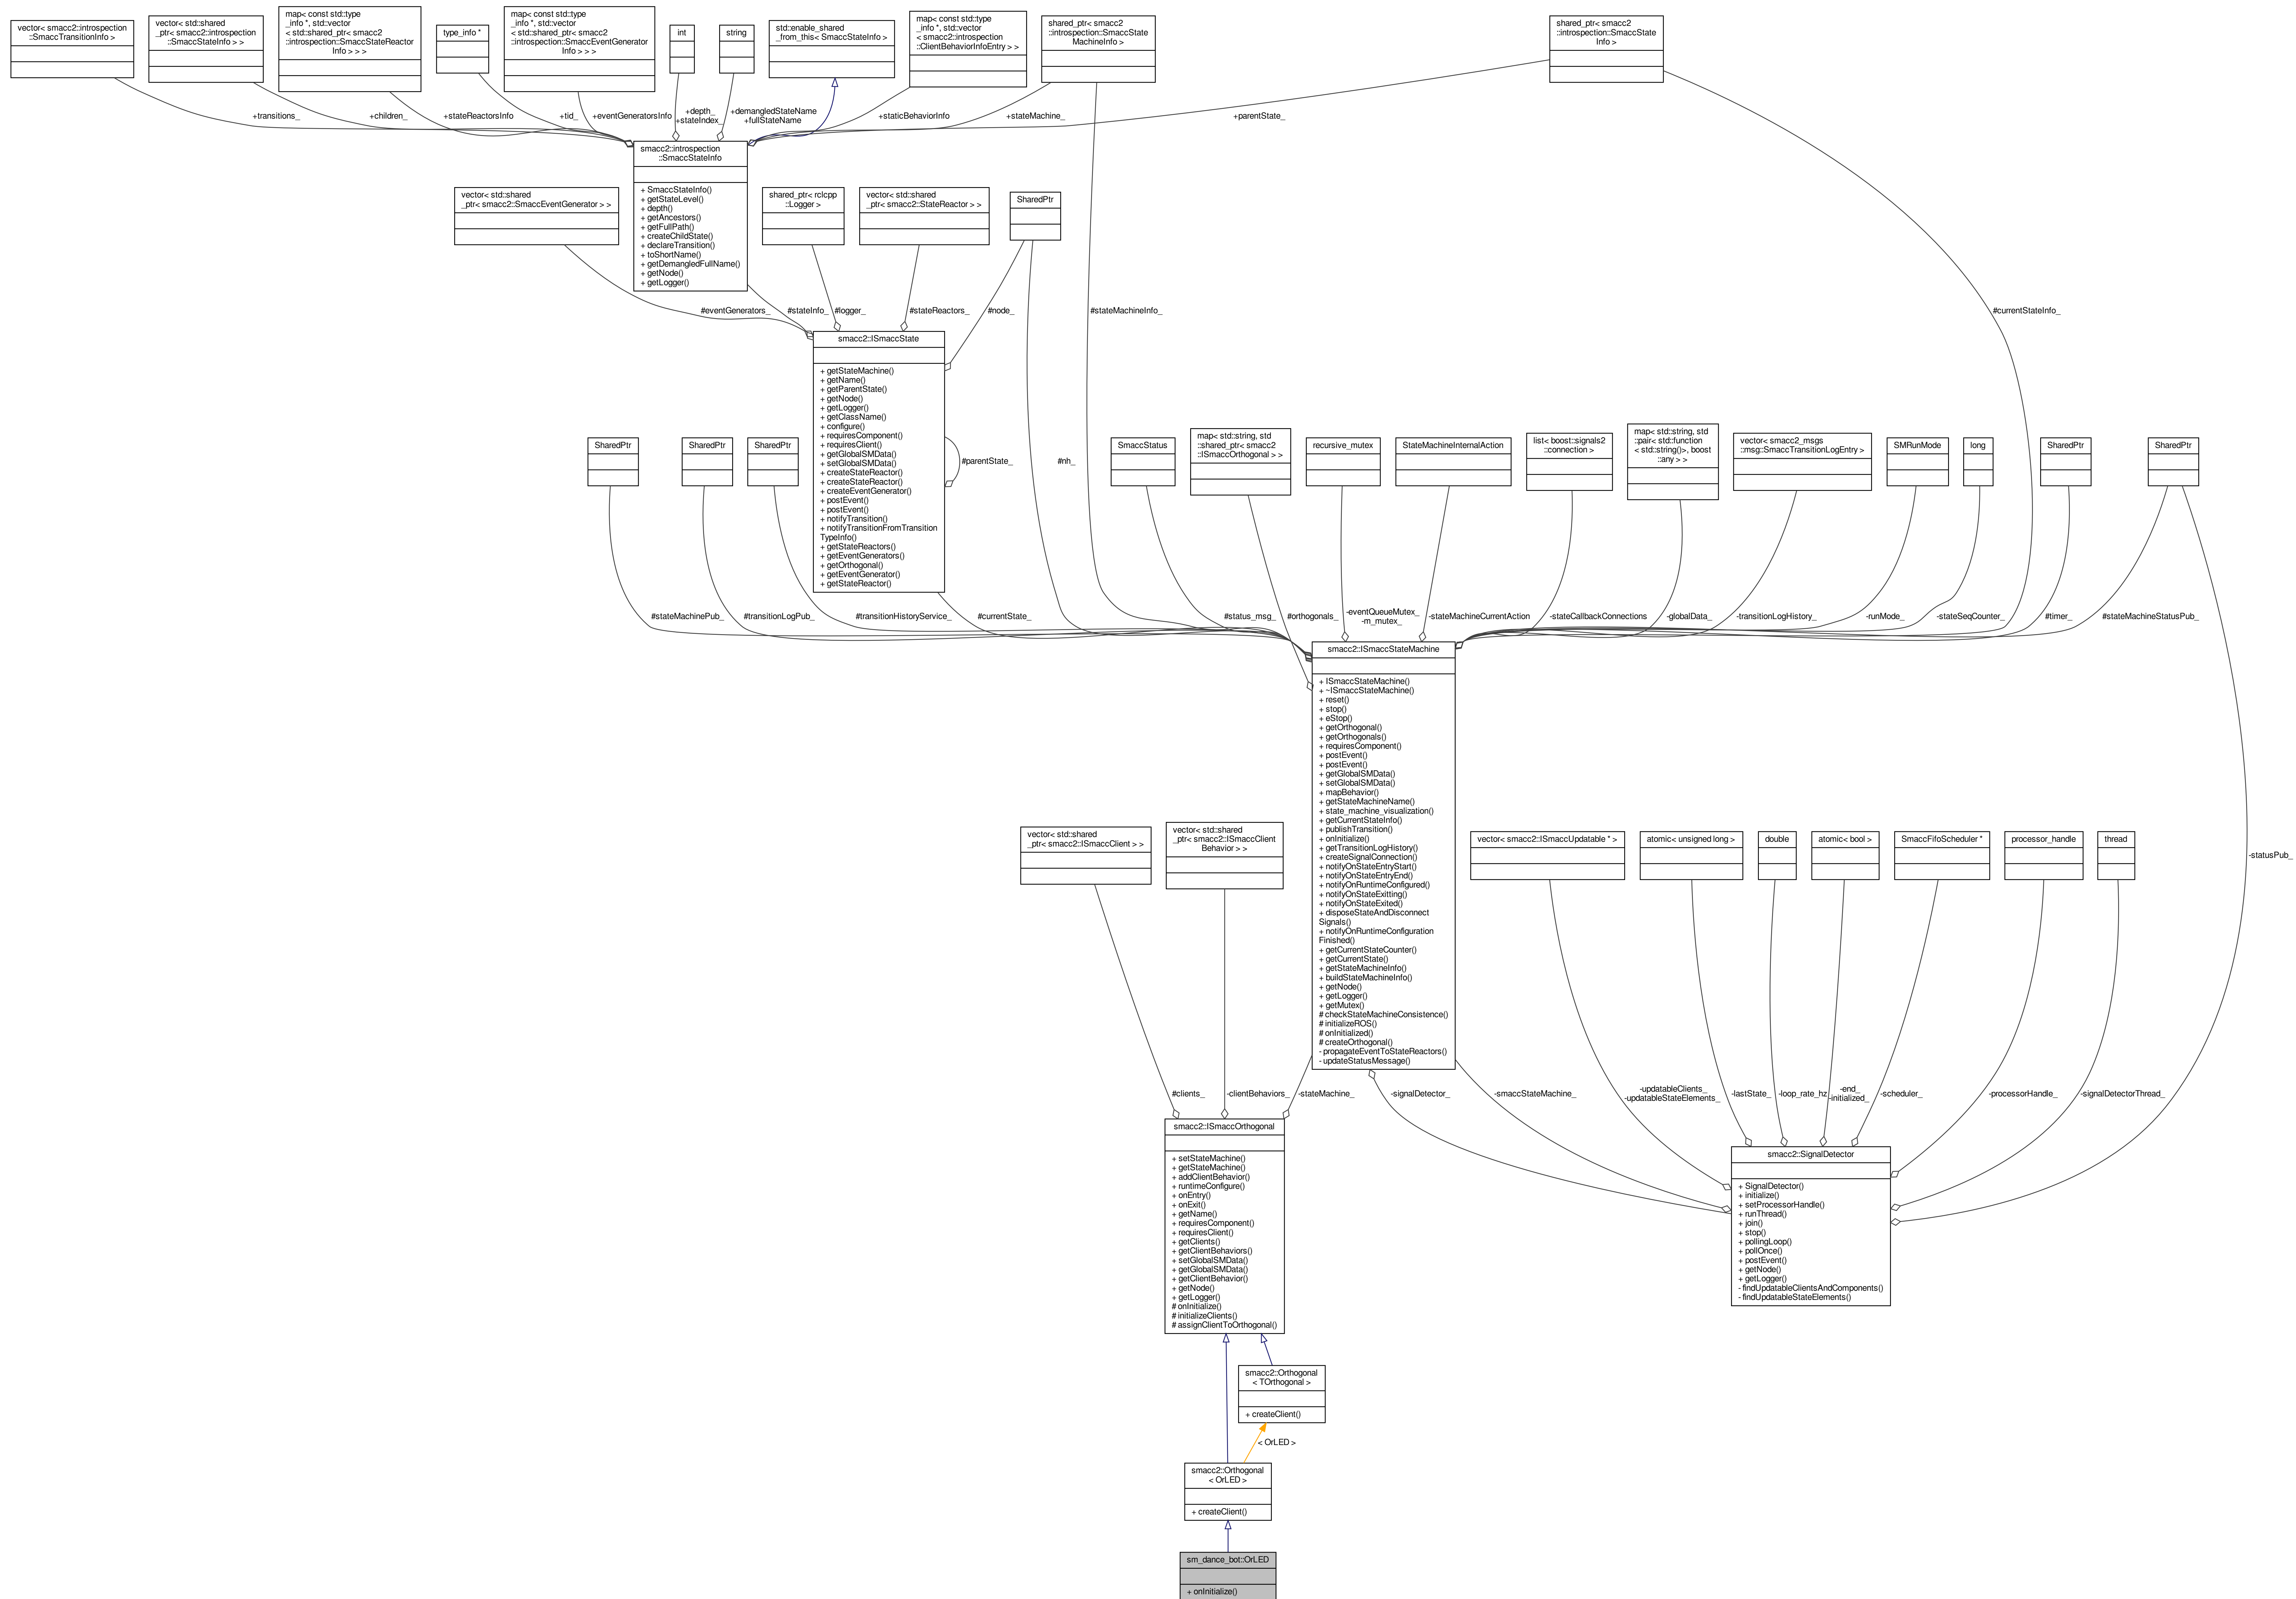 vector< smacc2::introspection
::SmaccTransitionInfo >
vector< std::shared
_ptr< smacc2::introspection
::SmaccStateInfo > >
map< const std::type
_info *, std::vector
< std::shared_ptr< smacc2
::introspection::SmaccStateReactor
Info > > >
type_info *
map< const std::type
_info *, std::vector
< std::shared_ptr< smacc2
::introspection::SmaccEventGenerator
Info > > >
int
string
std::enable_shared
_from_this< SmaccStateInfo >
map< const std::type
_info *, std::vector
< smacc2::introspection
::ClientBehaviorInfoEntry > >
shared_ptr< smacc2
::introspection::SmaccState
MachineInfo >
shared_ptr< smacc2
::introspection::SmaccState
Info >
+transitions_
+children_
+stateReactorsInfo
+tid_
+eventGeneratorsInfo
+depth_
+stateIndex_
+demangledStateName
+fullStateName
+staticBehaviorInfo
+stateMachine_
+parentState_
smacc2::introspection
::SmaccStateInfo
+ SmaccStateInfo()
+ getStateLevel()
+ depth()
+ getAncestors()
+ getFullPath()
+ createChildState()
+ declareTransition()
+ toShortName()
+ getDemangledFullName()
+ getNode()
+ getLogger()
vector< std::shared
_ptr< smacc2::SmaccEventGenerator > >
shared_ptr< rclcpp
::Logger >
vector< std::shared
_ptr< smacc2::StateReactor > >
SharedPtr
#eventGenerators_
#stateInfo_
#logger_
#stateReactors_
#node_
#stateMachineInfo_
#currentStateInfo_
smacc2::ISmaccState
+ getStateMachine()
+ getName()
+ getParentState()
+ getNode()
+ getLogger()
+ getClassName()
+ configure()
+ requiresComponent()
+ requiresClient()
+ getGlobalSMData()
+ setGlobalSMData()
+ createStateReactor()
+ createStateReactor()
+ createEventGenerator()
+ postEvent()
+ postEvent()
+ notifyTransition()
+ notifyTransitionFromTransition
TypeInfo()
+ getStateReactors()
+ getEventGenerators()
+ getOrthogonal()
+ getEventGenerator()
+ getStateReactor()
#parentState_
#nh_
SharedPtr
SharedPtr
SharedPtr
SmaccStatus
map< std::string, std
::shared_ptr< smacc2
::ISmaccOrthogonal > >
recursive_mutex
StateMachineInternalAction
list< boost::signals2
::connection >
map< std::string, std
::pair< std::function
< std::string()>, boost
::any > >
vector< smacc2_msgs
::msg::SmaccTransitionLogEntry >
SMRunMode
long
SharedPtr
SharedPtr
#stateMachinePub_
#transitionLogPub_
#transitionHistoryService_
#currentState_
#status_msg_
#orthogonals_
-eventQueueMutex_
-m_mutex_
-stateMachineCurrentAction
-stateCallbackConnections
-globalData_
-transitionLogHistory_
-runMode_
-stateSeqCounter_
#timer_
#stateMachineStatusPub_
smacc2::ISmaccStateMachine
+ ISmaccStateMachine()
+ ~ISmaccStateMachine()
+ reset()
+ stop()
+ eStop()
+ getOrthogonal()
+ getOrthogonals()
+ requiresComponent()
+ postEvent()
+ postEvent()
+ getGlobalSMData()
+ setGlobalSMData()
+ mapBehavior()
+ getStateMachineName()
+ state_machine_visualization()
+ getCurrentStateInfo()
+ publishTransition()
+ onInitialize()
+ getTransitionLogHistory()
+ createSignalConnection()
+ notifyOnStateEntryStart()
+ notifyOnStateEntryEnd()
+ notifyOnRuntimeConfigured()
+ notifyOnStateExitting()
+ notifyOnStateExited()
+ disposeStateAndDisconnect
Signals()
+ notifyOnRuntimeConfiguration
Finished()
+ getCurrentStateCounter()
+ getCurrentState()
+ getStateMachineInfo()
+ buildStateMachineInfo()
+ getNode()
+ getLogger()
+ getMutex()
# checkStateMachineConsistence()
# initializeROS()
# onInitialized()
# createOrthogonal()
- propagateEventToStateReactors()
- updateStatusMessage()
vector< std::shared
_ptr< smacc2::ISmaccClient > >
vector< std::shared
_ptr< smacc2::ISmaccClient
Behavior > >
vector< smacc2::ISmaccUpdatable * >
atomic< unsigned long >
double
atomic< bool >
SmaccFifoScheduler *
processor_handle
thread
-statusPub_
#clients_
-clientBehaviors_
-stateMachine_
-signalDetector_
-smaccStateMachine_
-updatableClients_
-updatableStateElements_
-lastState_
-loop_rate_hz
-end_
-initialized_
-scheduler_
-processorHandle_
-signalDetectorThread_
smacc2::ISmaccOrthogonal
+ setStateMachine()
+ getStateMachine()
+ addClientBehavior()
+ runtimeConfigure()
+ onEntry()
+ onExit()
+ getName()
+ requiresComponent()
+ requiresClient()
+ getClients()
+ getClientBehaviors()
+ setGlobalSMData()
+ getGlobalSMData()
+ getClientBehavior()
+ getNode()
+ getLogger()
# onInitialize()
# initializeClients()
# assignClientToOrthogonal()
smacc2::SignalDetector
+ SignalDetector()
+ initialize()
+ setProcessorHandle()
+ runThread()
+ join()
+ stop()
+ pollingLoop()
+ pollOnce()
+ postEvent()
+ getNode()
+ getLogger()
- findUpdatableClientsAndComponents()
- findUpdatableStateElements()
smacc2::Orthogonal
< TOrthogonal >
+ createClient()
< OrLED >
smacc2::Orthogonal
< OrLED >
+ createClient()
sm_dance_bot::OrLED
+ onInitialize()